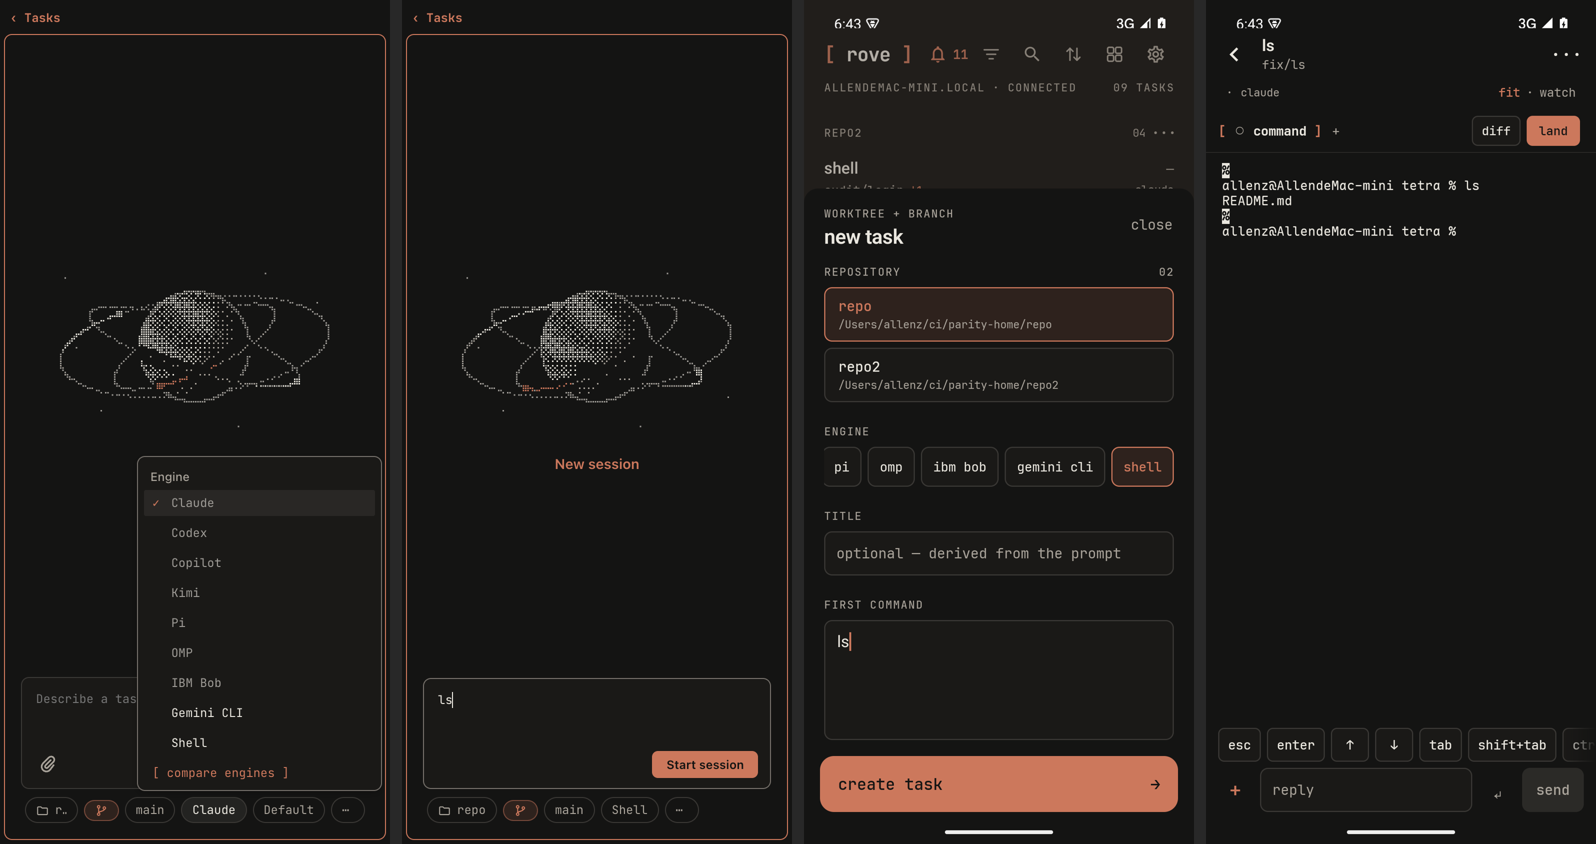 ‹ Tasks
Engine
✓ Claude
Codex
Copilot
Kimi
Pi
OMP
IBM Bob
Gemini CLI
Shell
[ compare engines ]
Describe a tas
r..
main
Claude
Default
···
‹ Tasks
New session
ls
Start session
repo
main
Shell
···
6:43
3G
[ rove ]
11
ALLENDEMAC-MINI.LOCAL · CONNECTED
09 TASKS
REPO2
04 ···
shell
—
WORKTREE + BRANCH
new task
close
REPOSITORY
02
repo
/Users/allenz/ci/parity-home/repo
repo2
/Users/allenz/ci/parity-home/repo2
ENGINE
pi
omp
ibm bob
gemini cli
shell
TITLE
optional — derived from the prompt
FIRST COMMAND
ls
create task →
6:43
3G
ls
fix/ls
···
· claude
fit · watch
[ ○ command ] +
diff
land
%
allenz@AllendeMac-mini tetra % ls
README.md
%
allenz@AllendeMac-mini tetra %
esc
enter
↑
↓
tab
shift+tab
+
reply
↵
send